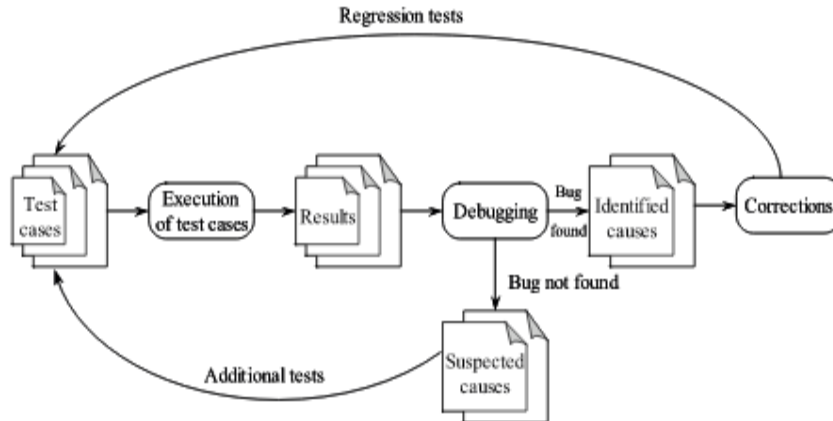 Regression tests
Test
cases
Execution
of test cases
Results
Debugging
Bug
found
Identified
causes
Corrections
Bug not found
Suspected
causes
Additional tests